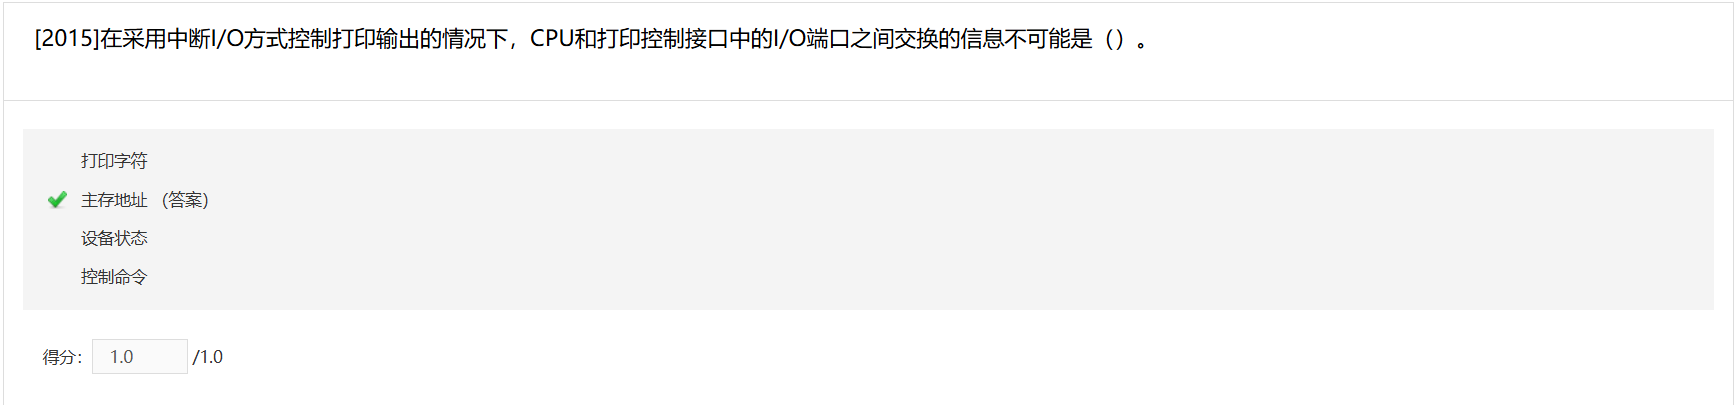 [2015]在采用中断I/O方式控制打印输出的情况下，CPU和打印控制接口中的I/O端口之间交换的信息不可能是（）。
打印字符
主存地址 （答案）
设备状态
控制命令
得分： 1.0 /1.0